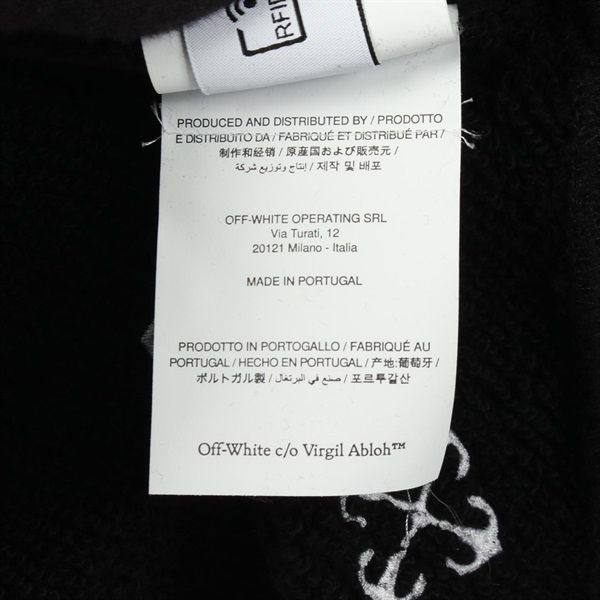 RFID
PRODUCED AND DISTRIBUTED BY / PRODOTTO
E DISTRIBUITO DA / FABRIQUÉ ET DISTRIBUÉ PAR /
制作和经销 / 原産国および販売元 /
إنتاج وتوزيع شركة / 제작 및 배포
OFF-WHITE OPERATING SRL
Via Turati, 12
20121 Milano - Italia
MADE IN PORTUGAL
PRODOTTO IN PORTOGALLO / FABRIQUÉ AU
PORTUGAL / HECHO EN PORTUGAL / 产地:葡萄牙 /
ポルトガル製 / صنع في البرتغال / 포르투갈산
Off-White c/o Virgil Abloh™